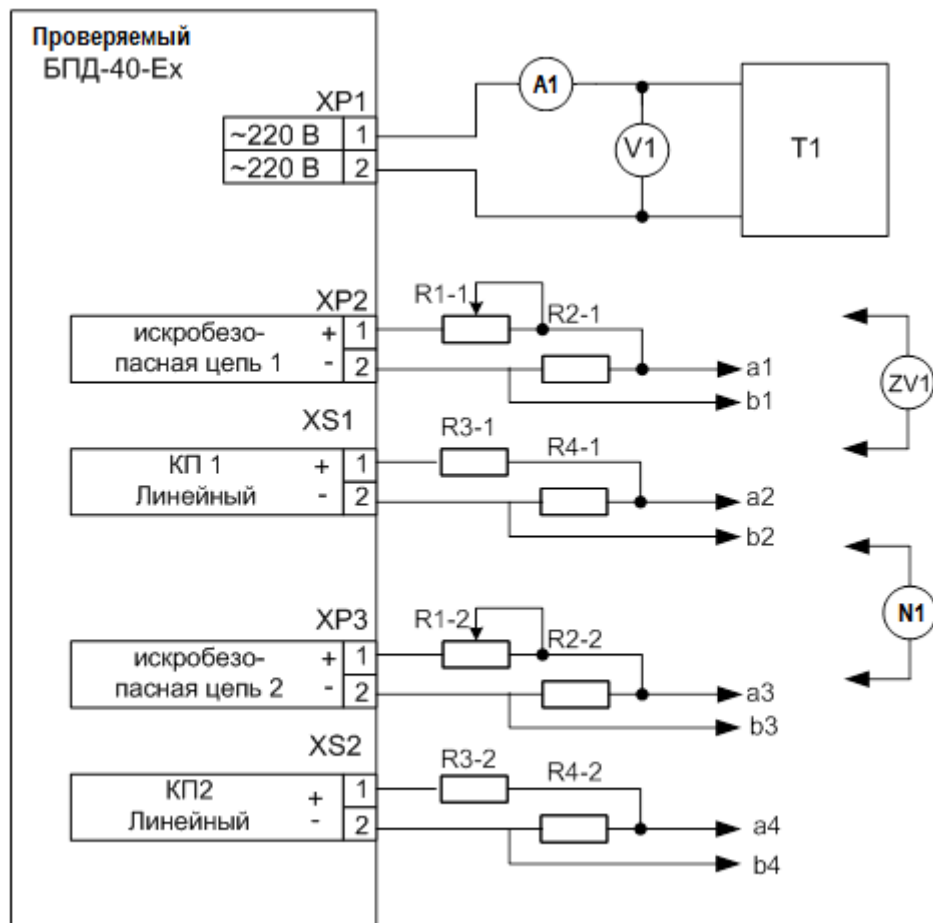 Проверяемый
БПД-40-Ex
XP1
~220 В 1
~220 В 2
A1
V1
T1
XP2
искробезо-
пасная цепь 1
+ 1
- 2
R1-1
R2-1
a1
b1
ZV1
XS1
КП 1
Линейный
+ 1
- 2
R3-1
R4-1
a2
b2
N1
XP3
искробезо-
пасная цепь 2
+ 1
- 2
R1-2
R2-2
a3
b3
XS2
КП2
Линейный
+ 1
- 2
R3-2
R4-2
a4
b4